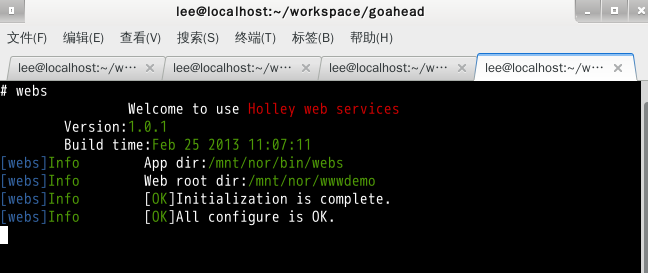 lee@localhost:~/workspace/goahead
文件(F) 编辑(E) 查看(V) 搜索(S) 终端(T) 标签(B) 帮助(H)
lee@localhost:~/w··· lee@localhost:~/w··· lee@localhost:~/w··· lee@localhost:~/w···
# webs
Welcome to use Holley web services
Version:1.0.1
Build time:Feb 25 2013 11:07:11
[webs]Info App dir:/mnt/nor/bin/webs
[webs]Info Web root dir:/mnt/nor/wwwdemo
[webs]Info [OK]Initialization is complete.
[webs]Info [OK]All configure is OK.